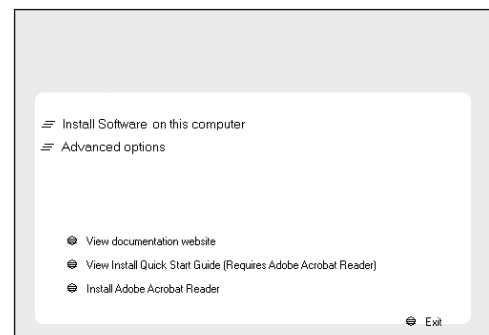 Install Software on this computer
Advanced options
View documentation website
View Install Quick Start Guide (Requires Adobe Acrobat Reader)
Install Adobe Acrobat Reader
Exit